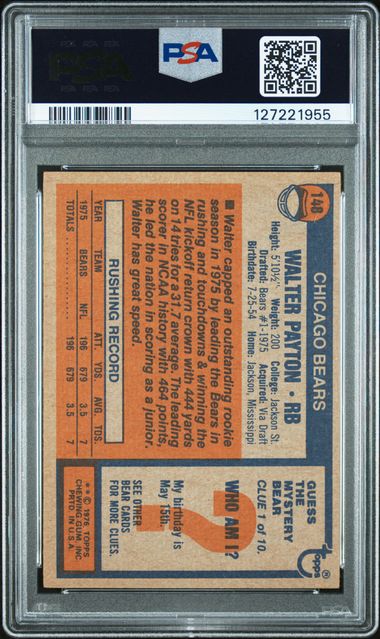 PSA
PSA
127221955
148
CHICAGO BEARS
WALTER PAYTON • RB
Height: 5'10½" Weight: 200 College: Jackson St.
Drafted: Bears #1-1975 Acquired: Via Draft
Birthdate: 7-25-54 Home: Jackson, Mississippi
■ Walter capped an outstanding rookie
season in 1975 by leading the Bears in
rushing and touchdowns & winning the
NFL kickoff return crown with 444 yards
on 14 tries for a 31.7 average. The leading
scorer in NCAA history with 464 points,
he led the nation in scoring as a junior.
Walter has great speed.
RUSHING RECORD
YEAR TEAM ATT. YDS. AVG. TDS.
1975 BEARS NFL 196 679 3.5 7
TOTALS 196 679 3.5 7
Topps®
GUESS
THE
MYSTERY
BEAR
CLUE 1 of 10.
?
WHO AM I?
My birthday is
May 15th.
SEE OTHER
BEAR CARDS
FOR MORE CLUES.
* * © 1976 TOPPS
CHEWING GUM, INC.
PRTD. IN U.S.A.